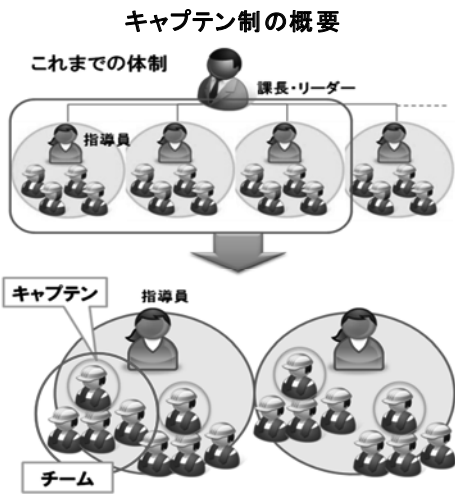 キャプテン制の概要
これまでの体制
課長・リーダー
指導員
キャプテン
指導員
チーム